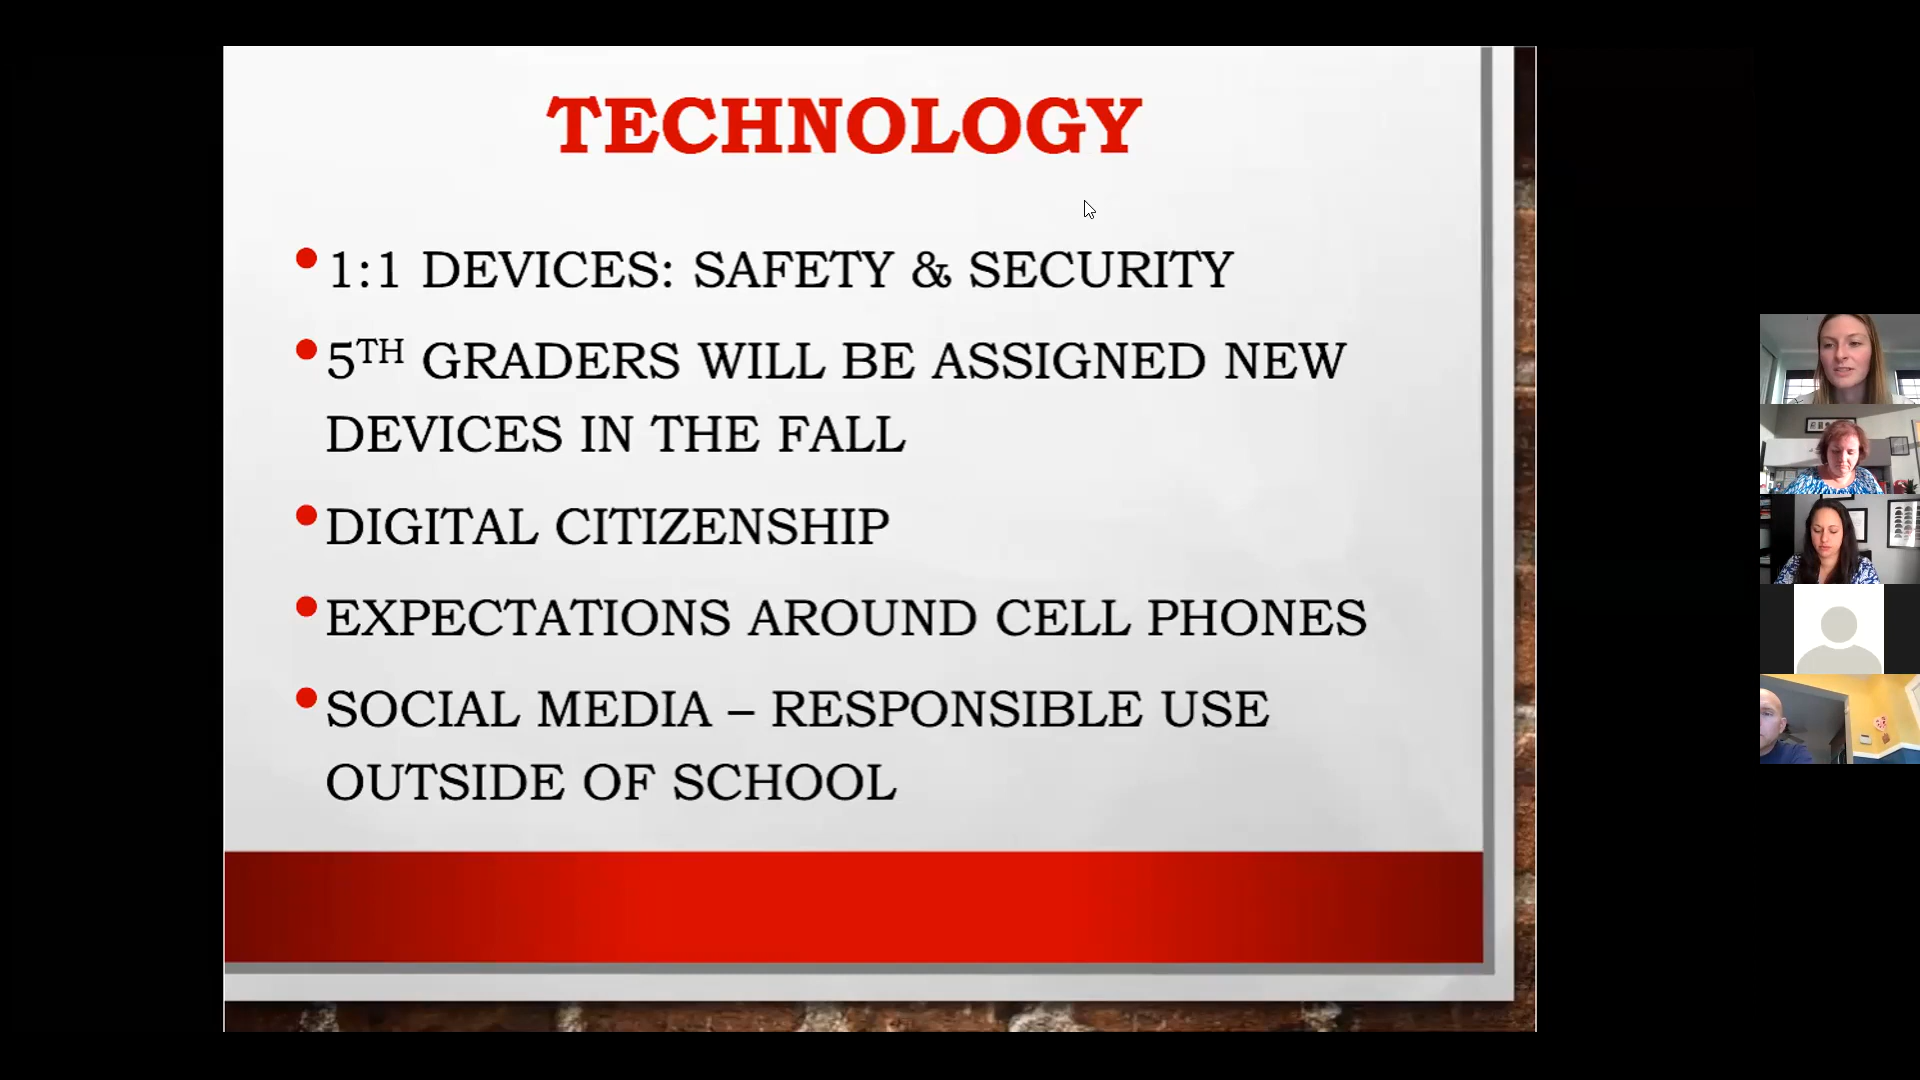 TECHNOLOGY
1:1 DEVICES: SAFETY & SECURITY
5TH GRADERS WILL BE ASSIGNED NEW
DEVICES IN THE FALL
DIGITAL CITIZENSHIP
EXPECTATIONS AROUND CELL PHONES
SOCIAL MEDIA – RESPONSIBLE USE
OUTSIDE OF SCHOOL